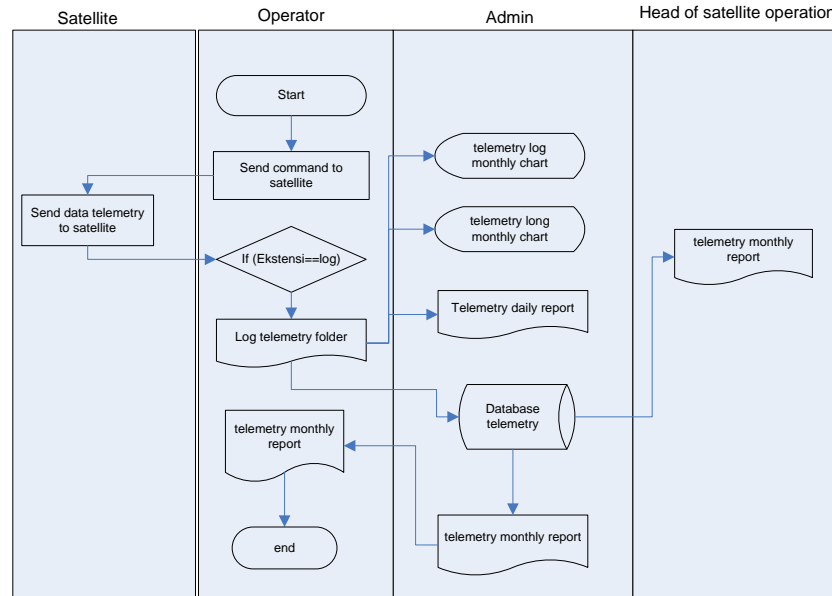 Satellite
Operator
Admin
Head of satellite operation
Start
Send command to
satellite
Send data telemetry
to satellite
If (Ekstensi==log)
Log telemetry folder
telemetry log
monthly chart
telemetry long
monthly chart
Telemetry daily report
Database
telemetry
telemetry monthly
report
telemetry monthly report
telemetry monthly
report
end